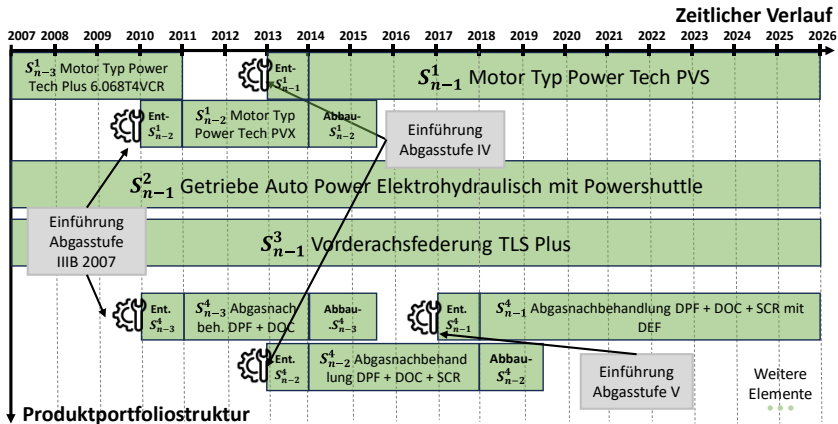 Zeitlicher Verlauf
2007 2008 2009 2010 2011 2012 2013 2014 2015 2016 2017 2018 2019 2020 2021 2022 2023 2024 2025 2026
S¹ₙ₋₃ Motor Typ Power
Tech Plus 6.068T4VCR
Ent-
S¹ₙ₋₁
S¹ₙ₋₁ Motor Typ Power Tech PVS
Ent-
S¹ₙ₋₂
S¹ₙ₋₂ Motor Typ
Power Tech PVX
Abbau-
S¹ₙ₋₂
Einführung
Abgasstufe IV
S²ₙ₋₁ Getriebe Auto Power Elektrohydraulisch mit Powershuttle
Einführung
Abgasstufe
IIIB 2007
S³ₙ₋₁ Vorderachsfederung TLS Plus
Ent.
S⁴ₙ₋₃
S⁴ₙ₋₃ Abgasnach
beh. DPF + DOC
Abbau-
.S⁴ₙ₋₃
Ent.
S⁴ₙ₋₁
S⁴ₙ₋₁ Abgasnachbehandlung DPF + DOC + SCR mit
DEF
Ent.
S⁴ₙ₋₂
S⁴ₙ₋₂ Abgasnachbehand
lung DPF + DOC + SCR
Abbau-
S⁴ₙ₋₂
Einführung
Abgasstufe V
Weitere
Elemente
Produktportfoliostruktur